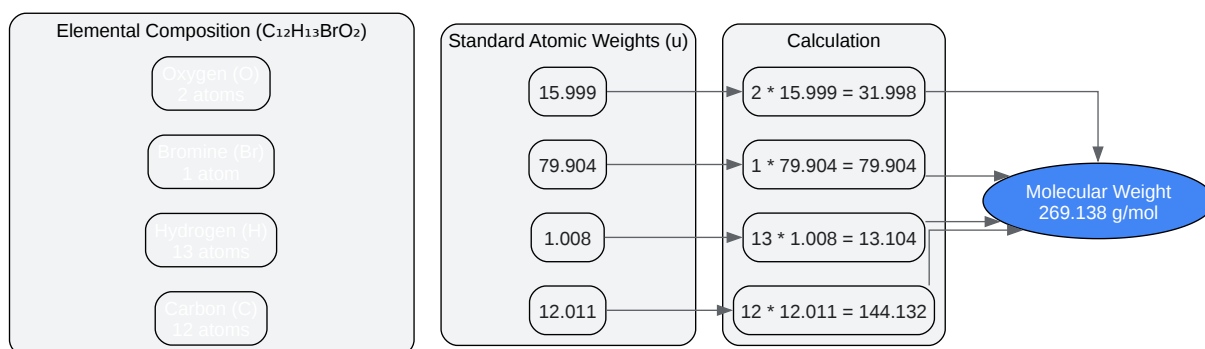 Elemental Composition (C₁₂H₁₃BrO₂)
Oxygen (O)
2 atoms
Bromine (Br)
1 atom
Hydrogen (H)
13 atoms
Carbon (C)
12 atoms
Standard Atomic Weights (u)
15.999
79.904
1.008
12.011
Calculation
2 * 15.999 = 31.998
1 * 79.904 = 79.904
13 * 1.008 = 13.104
12 * 12.011 = 144.132
Molecular Weight
269.138 g/mol